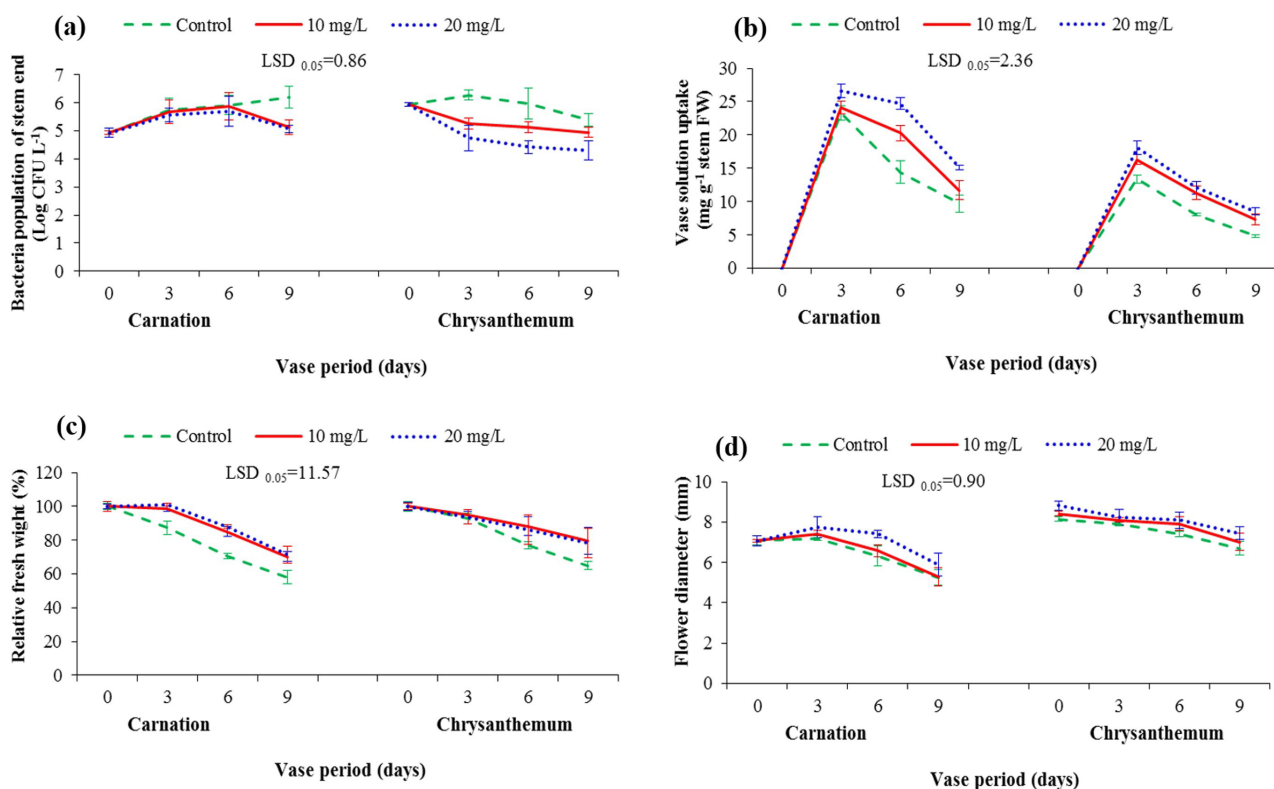 (a)
Control 10 mg/L 20 mg/L
LSD 0.05=0.86
Bacteria population of stem end
(Log CFU L-1)
7
6
5
4
3
2
1
0
0 3 6 9 0 3 6 9
Carnation Chrysanthemum
Vase period (days)
(b)
Control 10 mg/L 20 mg/L
LSD 0.05=2.36
Vase solution uptake
(mg g-1 stem FW)
30
25
20
15
10
5
0
0 3 6 9 0 3 6 9
Carnation Chrysanthemum
Vase period (days)
(c)
Control 10 mg/L 20 mg/L
LSD 0.05=11.57
Relative fresh wight (%)
120
100
80
60
40
20
0
0 3 6 9 0 3 6 9
Carnation Chrysanthemum
Vase period (days)
(d)
Control 10 mg/L 20 mg/L
LSD 0.05=0.90
Flower diameter (mm)
10
8
6
4
2
0
0 3 6 9 0 3 6 9
Carnation Chrysanthemum
Vase period (days)